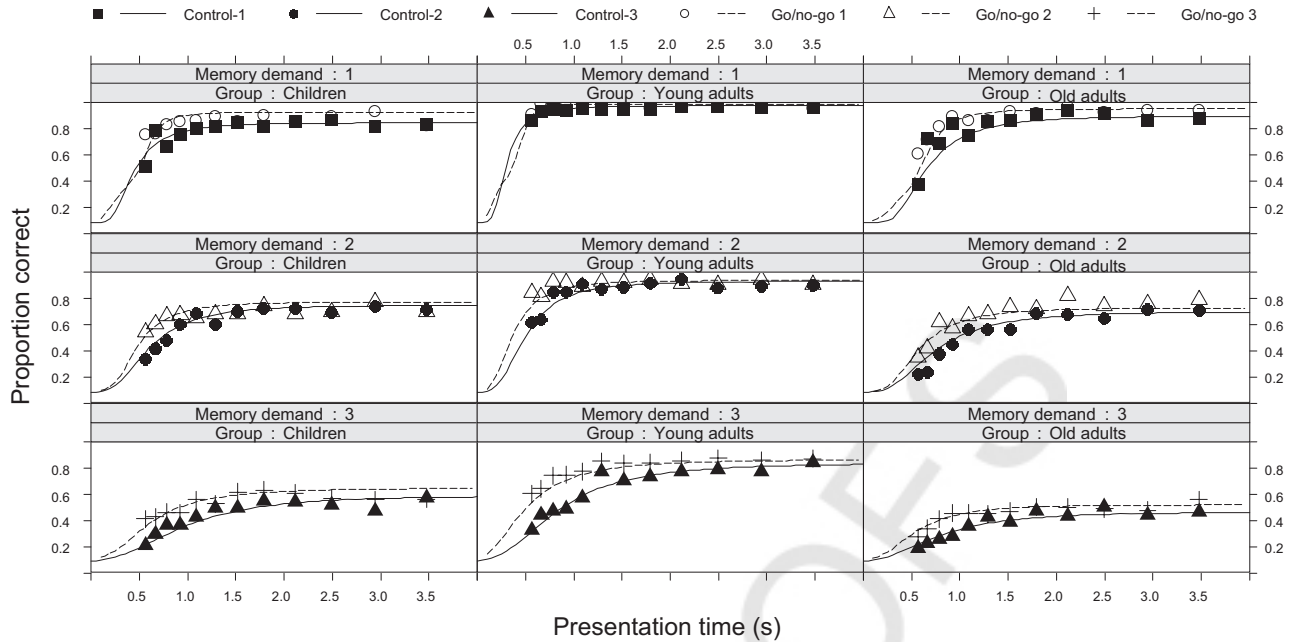 Control-1 Control-2 Control-3 Go/no-go 1 Go/no-go 2 Go/no-go 3
0.5 1.0 1.5 2.0 2.5 3.0 3.5
Memory demand : 1 Memory demand : 1 Memory demand : 1
Group : Children Group : Young adults Group : Old adults
0.8 0.8
0.6 0.6
0.4 0.4
0.2 0.2
Memory demand : 2 Memory demand : 2 Memory demand : 2
Group : Children Group : Young adults Group : Old adults
0.8 0.8
0.6 0.6
0.4 0.4
0.2 0.2
Memory demand : 3 Memory demand : 3 Memory demand : 3
Group : Children Group : Young adults Group : Old adults
0.8 0.8
0.6 0.6
0.4 0.4
0.2 0.2
0.5 1.0 1.5 2.0 2.5 3.0 3.5 0.5 1.0 1.5 2.0 2.5 3.0 3.5
Proportion correct
Presentation time (s)
OFS